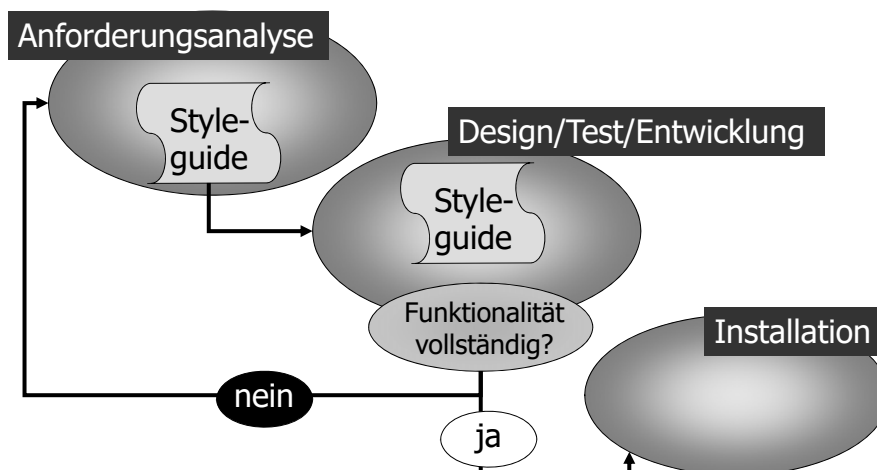 Anforderungsanalyse
Style-
guide
Design/Test/Entwicklung
Style-
guide
Funktionalität
vollständig?
Installation
nein
ja